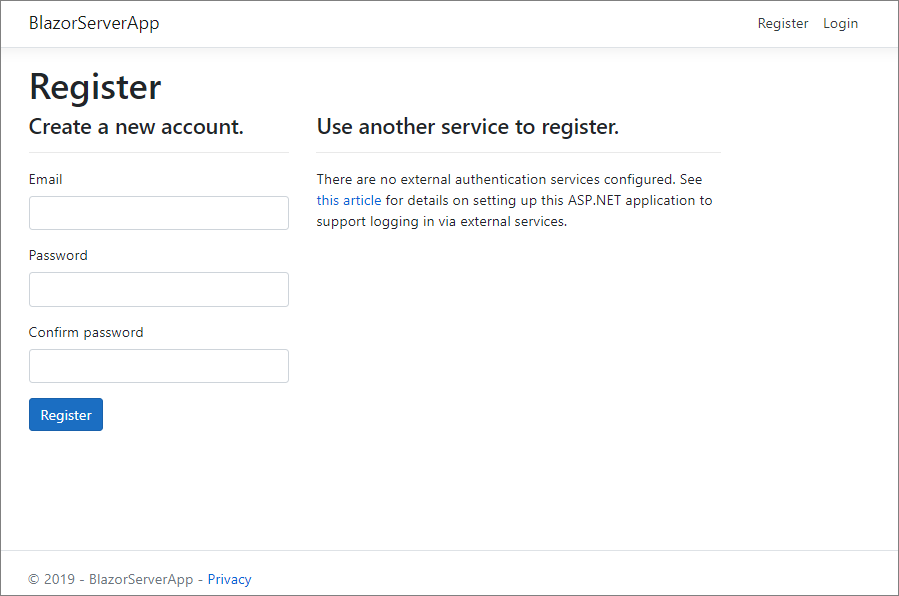 BlazorServerApp
Register Login
Register
Create a new account.
Email
Password
Confirm password
Register
Use another service to register.
There are no external authentication services configured. See
this article for details on setting up this ASP.NET application to
support logging in via external services.
© 2019 - BlazorServerApp - Privacy